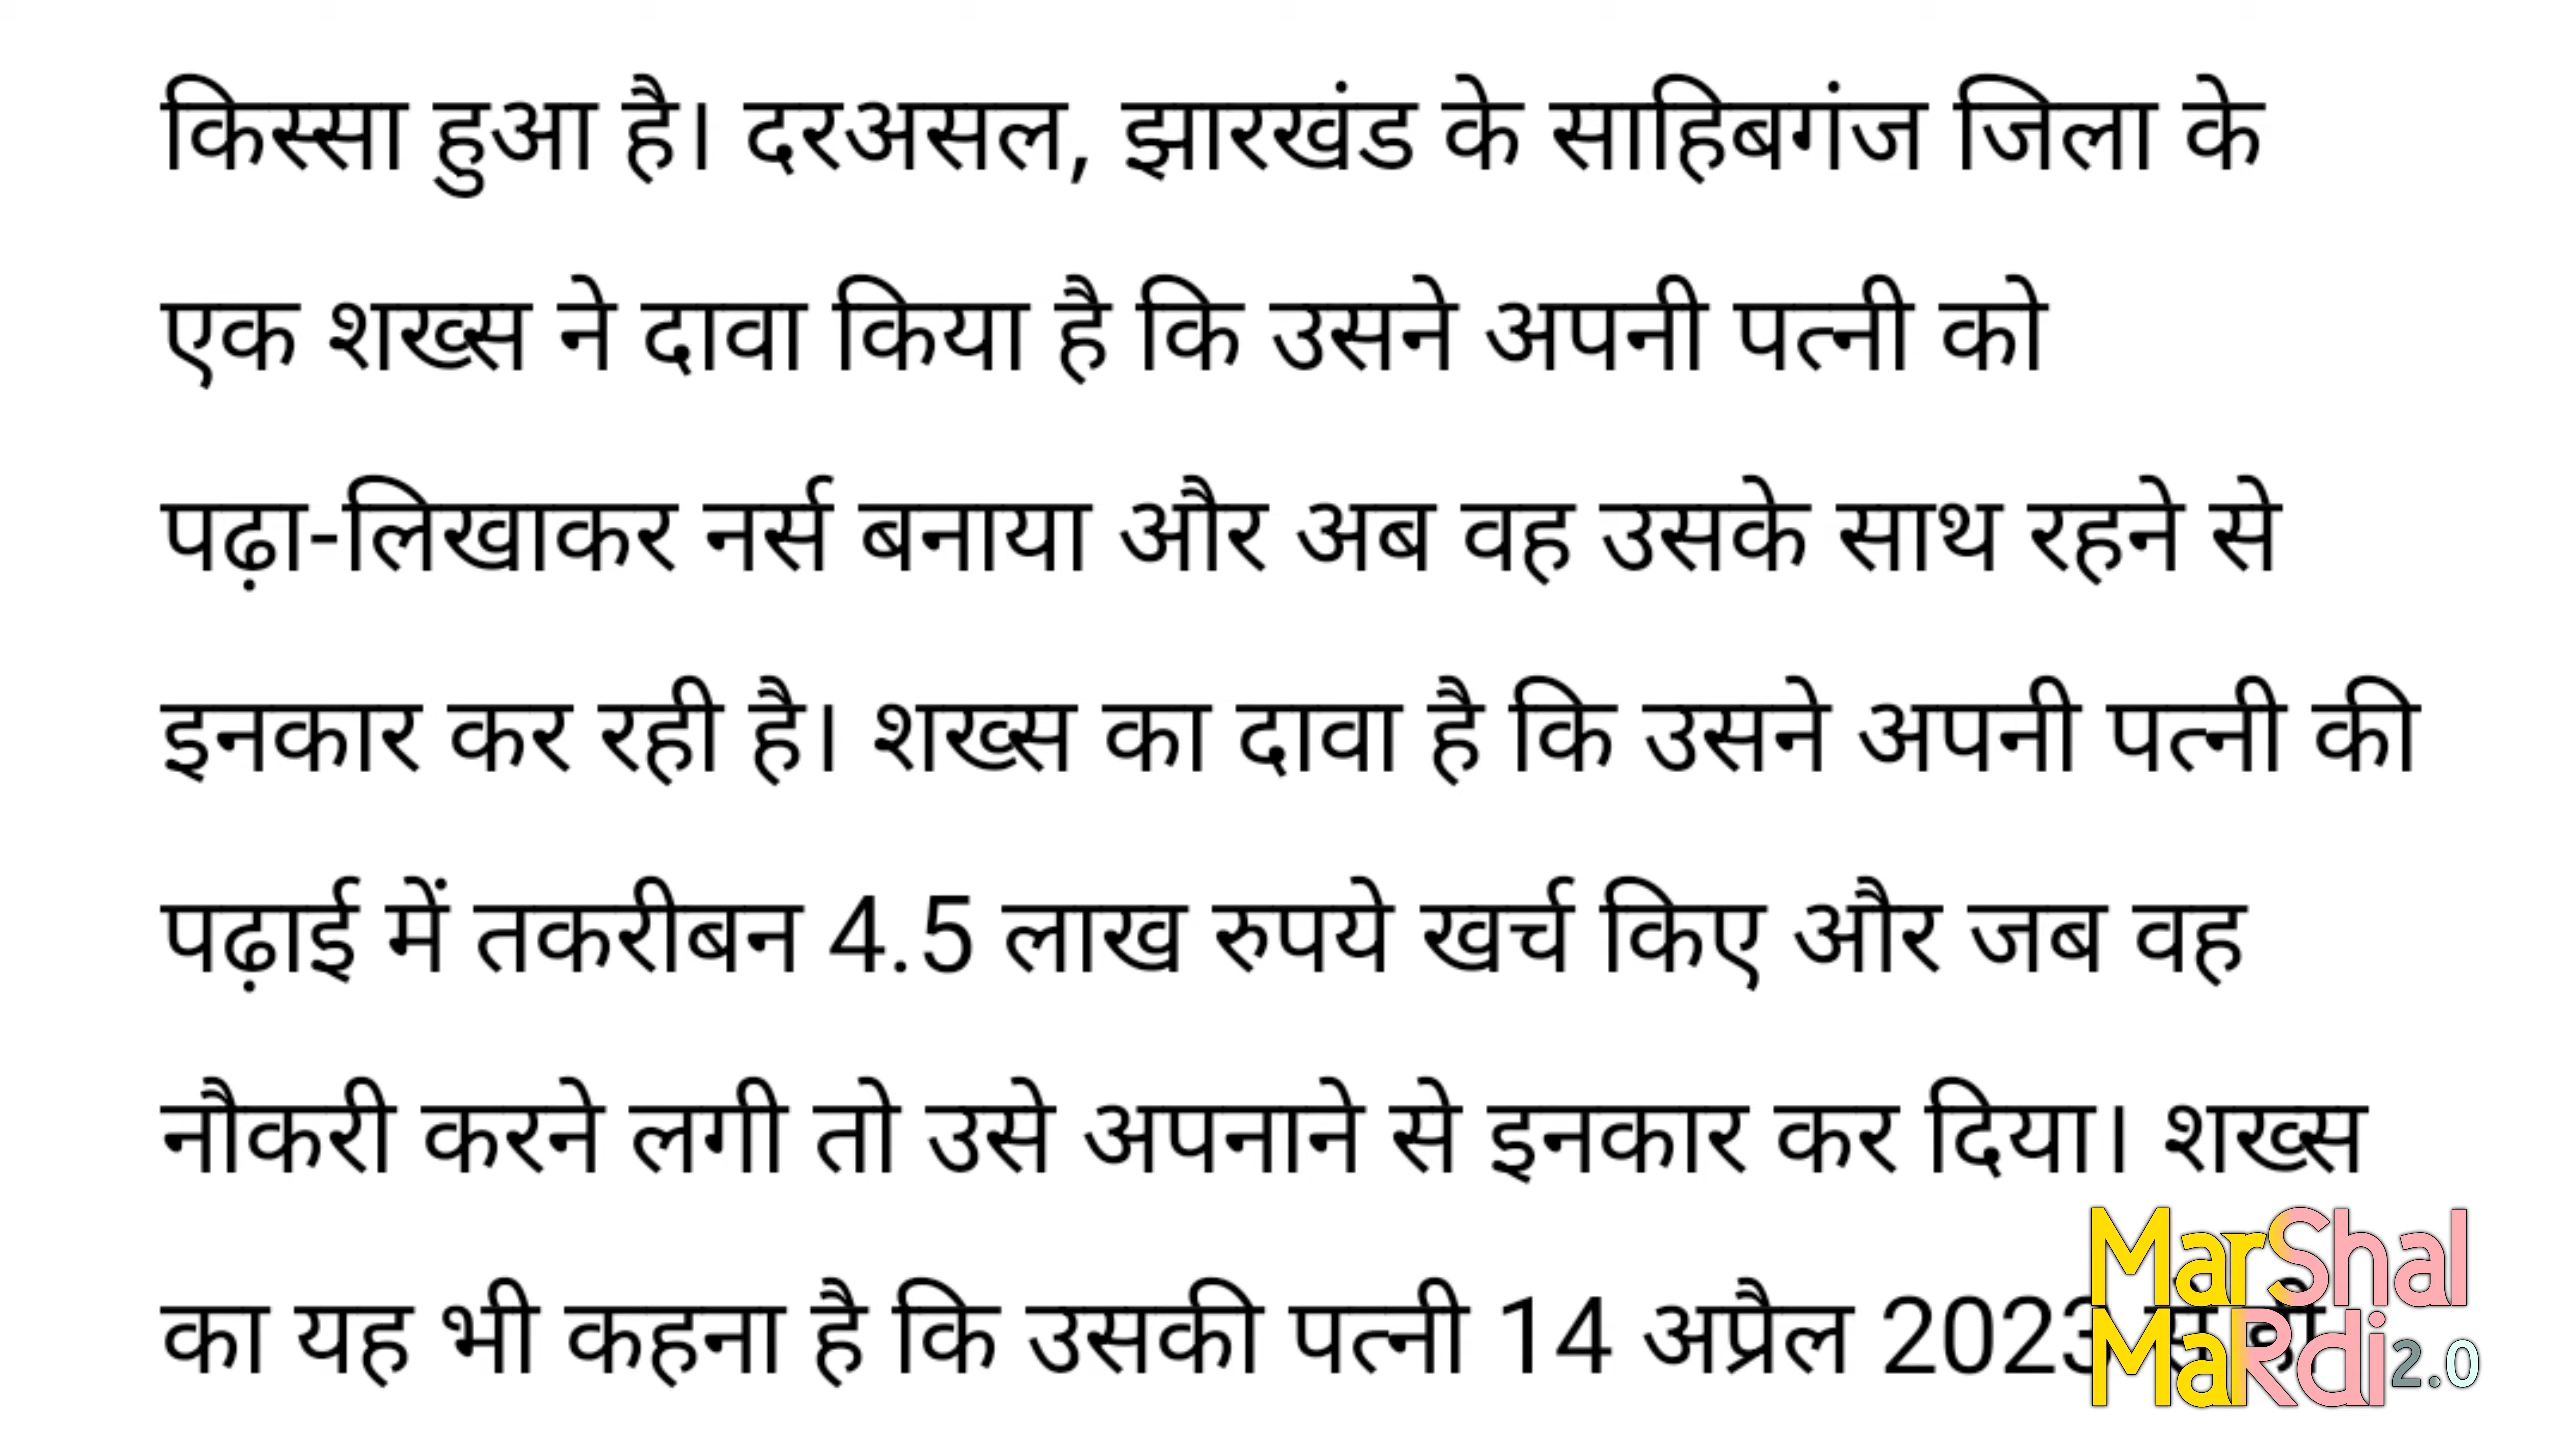 किस्सा हुआ है। दरअसल, झारखंड के साहिबगंज जिला के
एक शख्स ने दावा किया है कि उसने अपनी पत्नी को
पढ़ा-लिखाकर नर्स बनाया और अब वह उसके साथ रहने से
इनकार कर रही है। शख्स का दावा है कि उसने अपनी पत्नी की
पढ़ाई में तकरीबन 4.5 लाख रुपये खर्च किए और जब वह
नौकरी करने लगी तो उसे अपनाने से इनकार कर दिया। शख्स
का यह भी कहना है कि उसकी पत्नी 14 अप्रैल 2023
MarShal
MaRdi 2.0